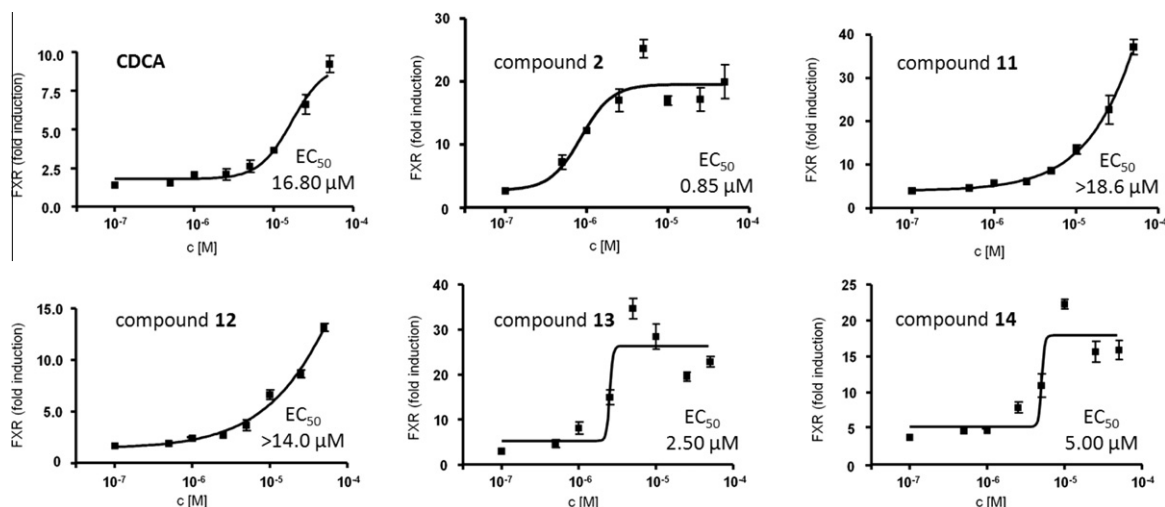 CDCA
FXR (fold induction)
10.0
7.5
5.0
2.5
0.0
EC50
16.80 µM
10-7
10-6
10-5
10-4
c [M]
compound 2
FXR (fold induction)
30
20
10
0
EC50
0.85 µM
10-7
10-6
10-5
10-4
c [M]
compound 11
FXR (fold induction)
40
30
20
10
0
EC50
>18.6 µM
10-7
10-6
10-5
10-4
c [M]
compound 12
FXR (fold induction)
15.0
10.0
5.0
0.0
EC50
>14.0 µM
10-7
10-6
10-5
10-4
c [M]
compound 13
FXR (fold induction)
40
30
20
10
0
EC50
2.50 µM
10-7
10-6
10-5
10-4
c [M]
compound 14
FXR (fold induction)
25
20
15
10
5
0
EC50
5.00 µM
10-7
10-6
10-5
10-4
c [M]